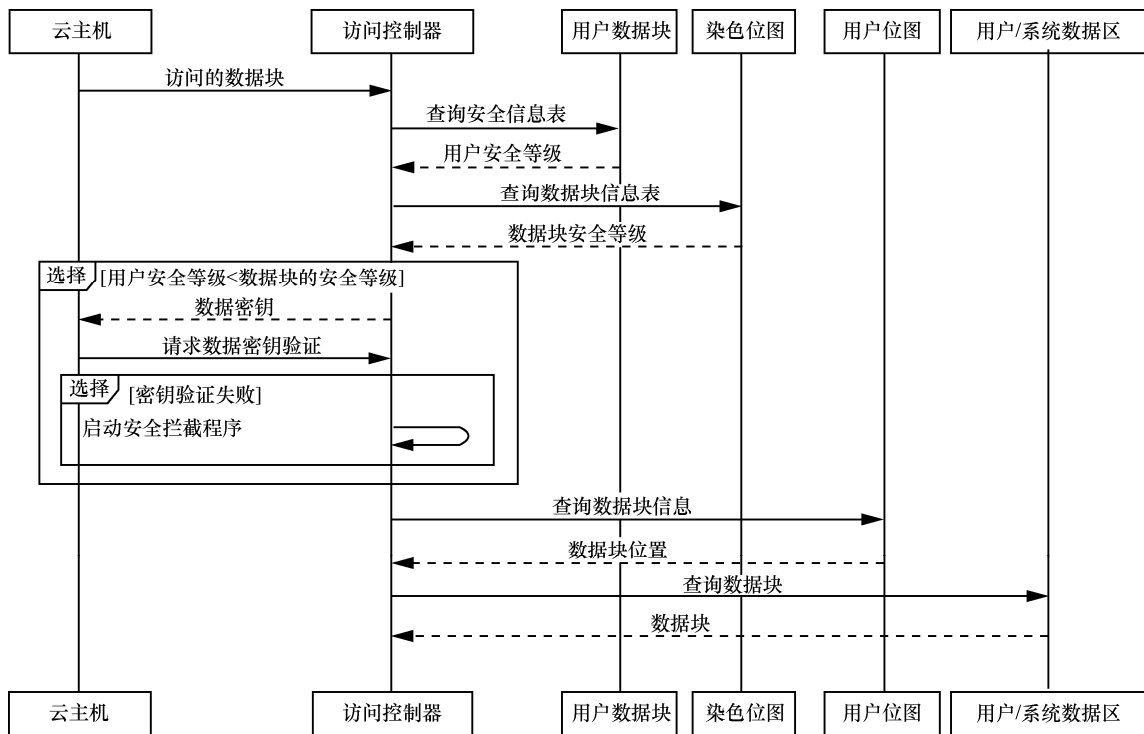 云主机 访问控制器 用户数据块 染色位图 用户位图 用户/系统数据区
访问的数据块
查询安全信息表
用户安全等级
查询数据块信息表
数据块安全等级
选择 [用户安全等级<数据块的安全等级]
数据密钥
请求数据密钥验证
选择 [密钥验证失败]
启动安全拦截程序
查询数据块信息
数据块位置
查询数据块
数据块
云主机 访问控制器 用户数据块 染色位图 用户位图 用户/系统数据区